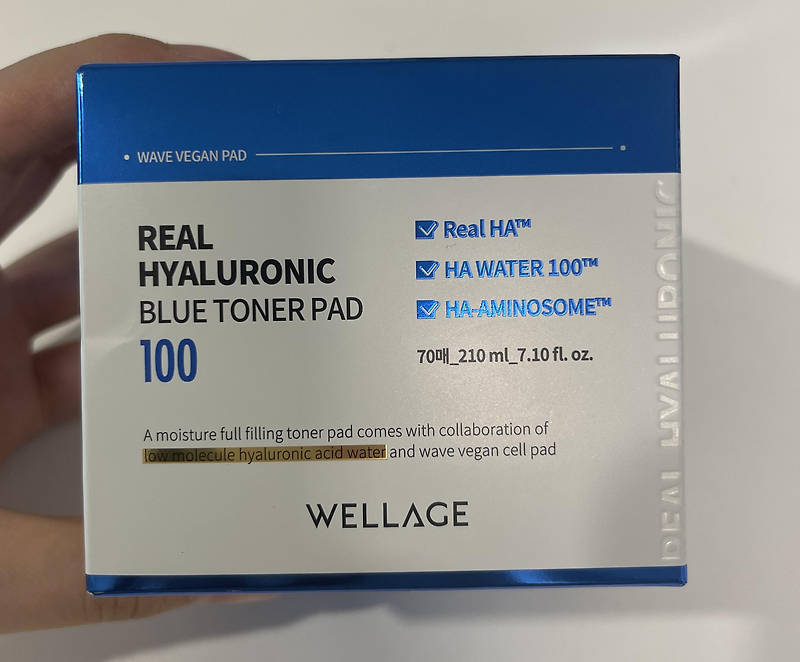 WAVE VEGAN PAD
REAL
HYALURONIC
BLUE TONER PAD
100
Real HA™
HA WATER 100™
HA-AMINOSOME™
70매_210 ml_7.10 fl. oz.
A moisture full filling toner pad comes with collaboration of
low molecule hyaluronic acid water and wave vegan cell pad
WELLAGE
REAL HYALURONIC